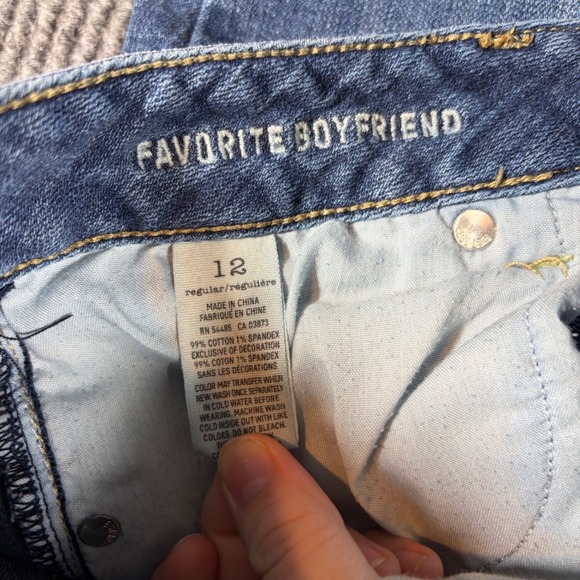 FAVORITE BOYFRIEND
12
regular/régulière
MADE IN CHINA
FABRIQUÉ EN CHINE
RN 54485 CA 03873
99% COTTON 1% SPANDEX
EXCLUSIVE OF DECORATION
99% COTTON 1% SPANDEX
SANS LES DÉCORATIONS
COLOR MAY TRANSFER WHEN
NEW. WASH ONCE SEPARATELY
IN COLD WATER BEFORE
WEARING. MACHINE WASH
COLD INSIDE OUT WITH LIKE
COLORS. DO NOT BLEACH.